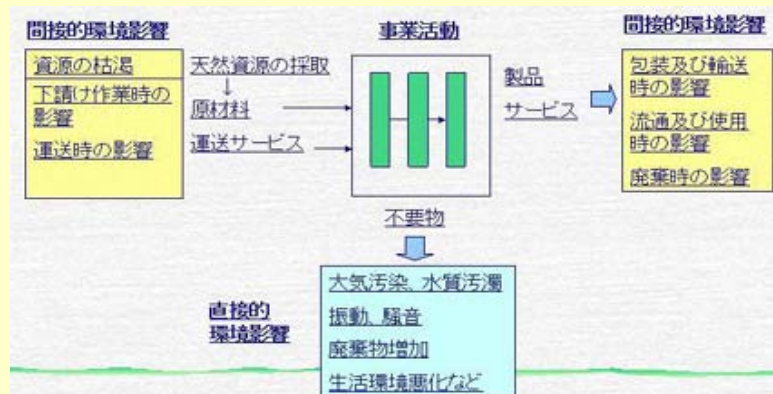 間接的環境影響
資源の枯渇
下請け作業時の
影響
運送時の影響
天然資源の採取
↓
原材料
運送サービス
事業活動
製品
サービス
間接的環境影響
包装及び輸送
時の影響
流通及び使用
時の影響
廃棄時の影響
不要物
直接的
環境影響
大気汚染、水質汚濁
振動、騒音
廃棄物増加
生活環境悪化など